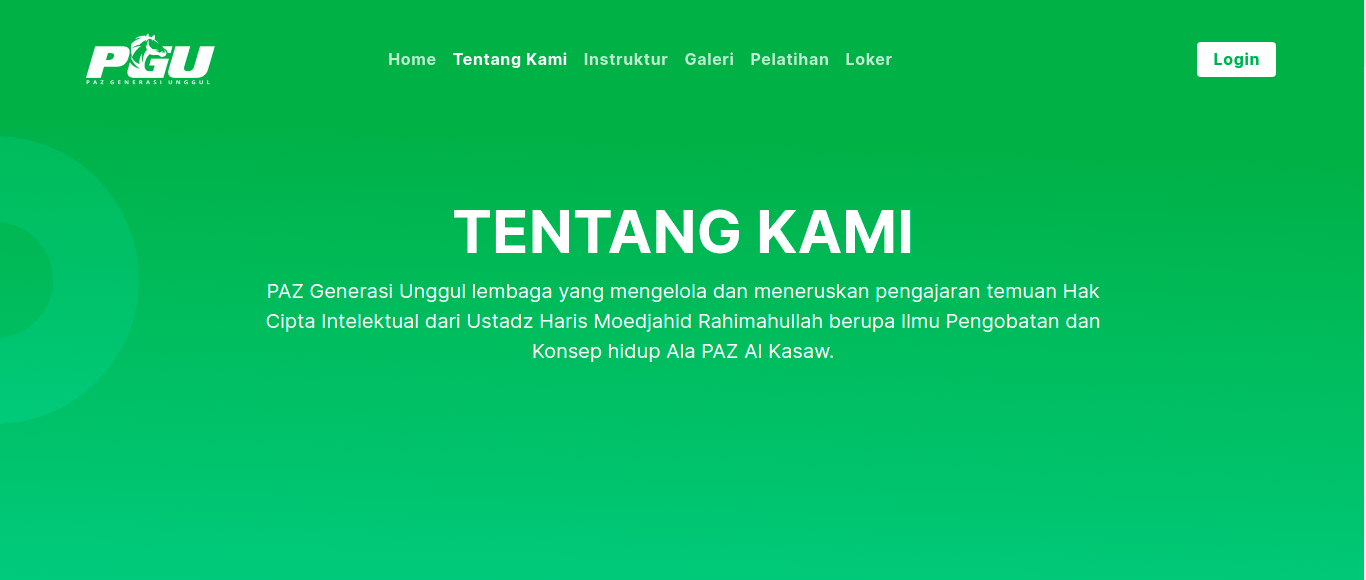 PGU
PAZ GENERASI UNGGUL
Home Tentang Kami Instruktur Galeri Pelatihan Loker
Login
TENTANG KAMI
PAZ Generasi Unggul lembaga yang mengelola dan meneruskan pengajaran temuan Hak
Cipta Intelektual dari Ustadz Haris Moedjahid Rahimahullah berupa Ilmu Pengobatan dan
Konsep hidup Ala PAZ Al Kasaw.